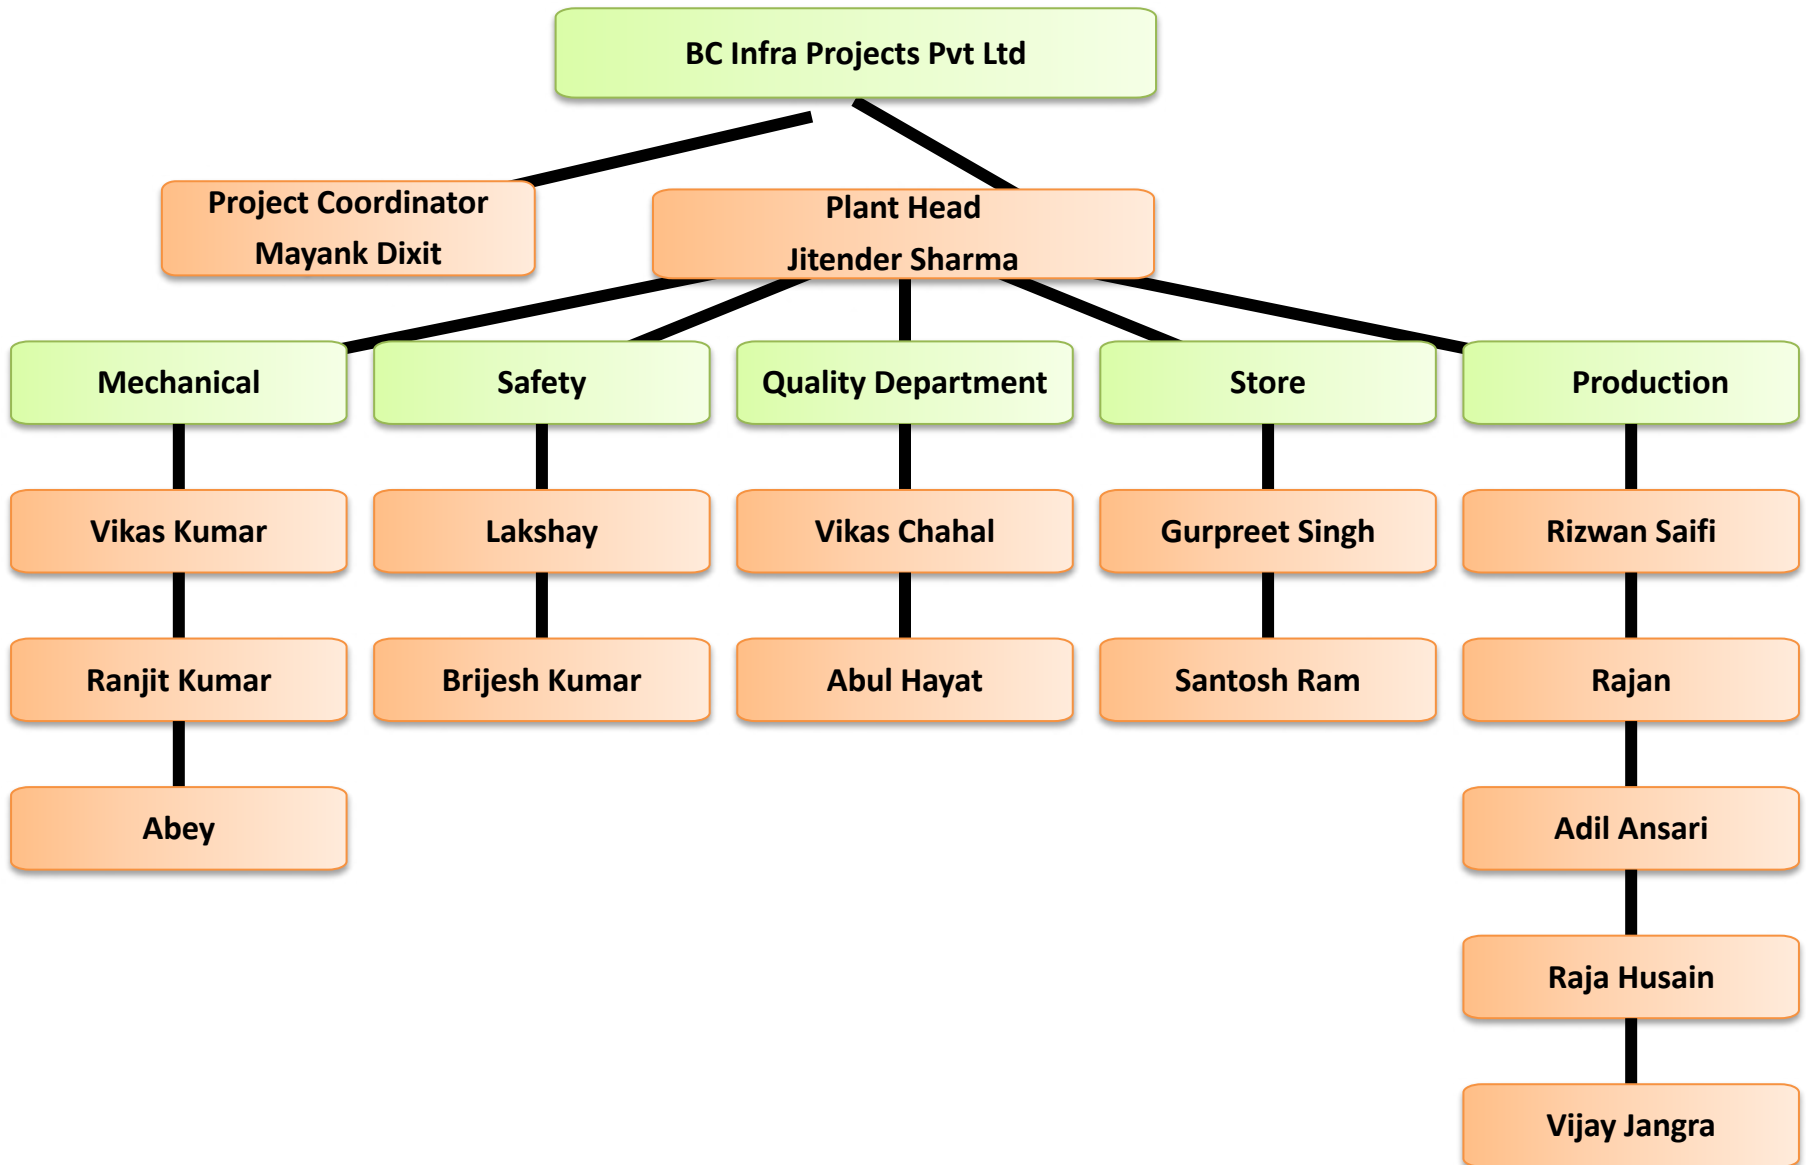 BC Infra Projects Pvt Ltd
Project Coordinator
Mayank Dixit
Plant Head
Jitender Sharma
Mechanical
Safety
Quality Department
Store
Production
Vikas Kumar
Lakshay
Vikas Chahal
Gurpreet Singh
Rizwan Saifi
Ranjit Kumar
Brijesh Kumar
Abul Hayat
Santosh Ram
Rajan
Abey
Adil Ansari
Raja Husain
Vijay Jangra